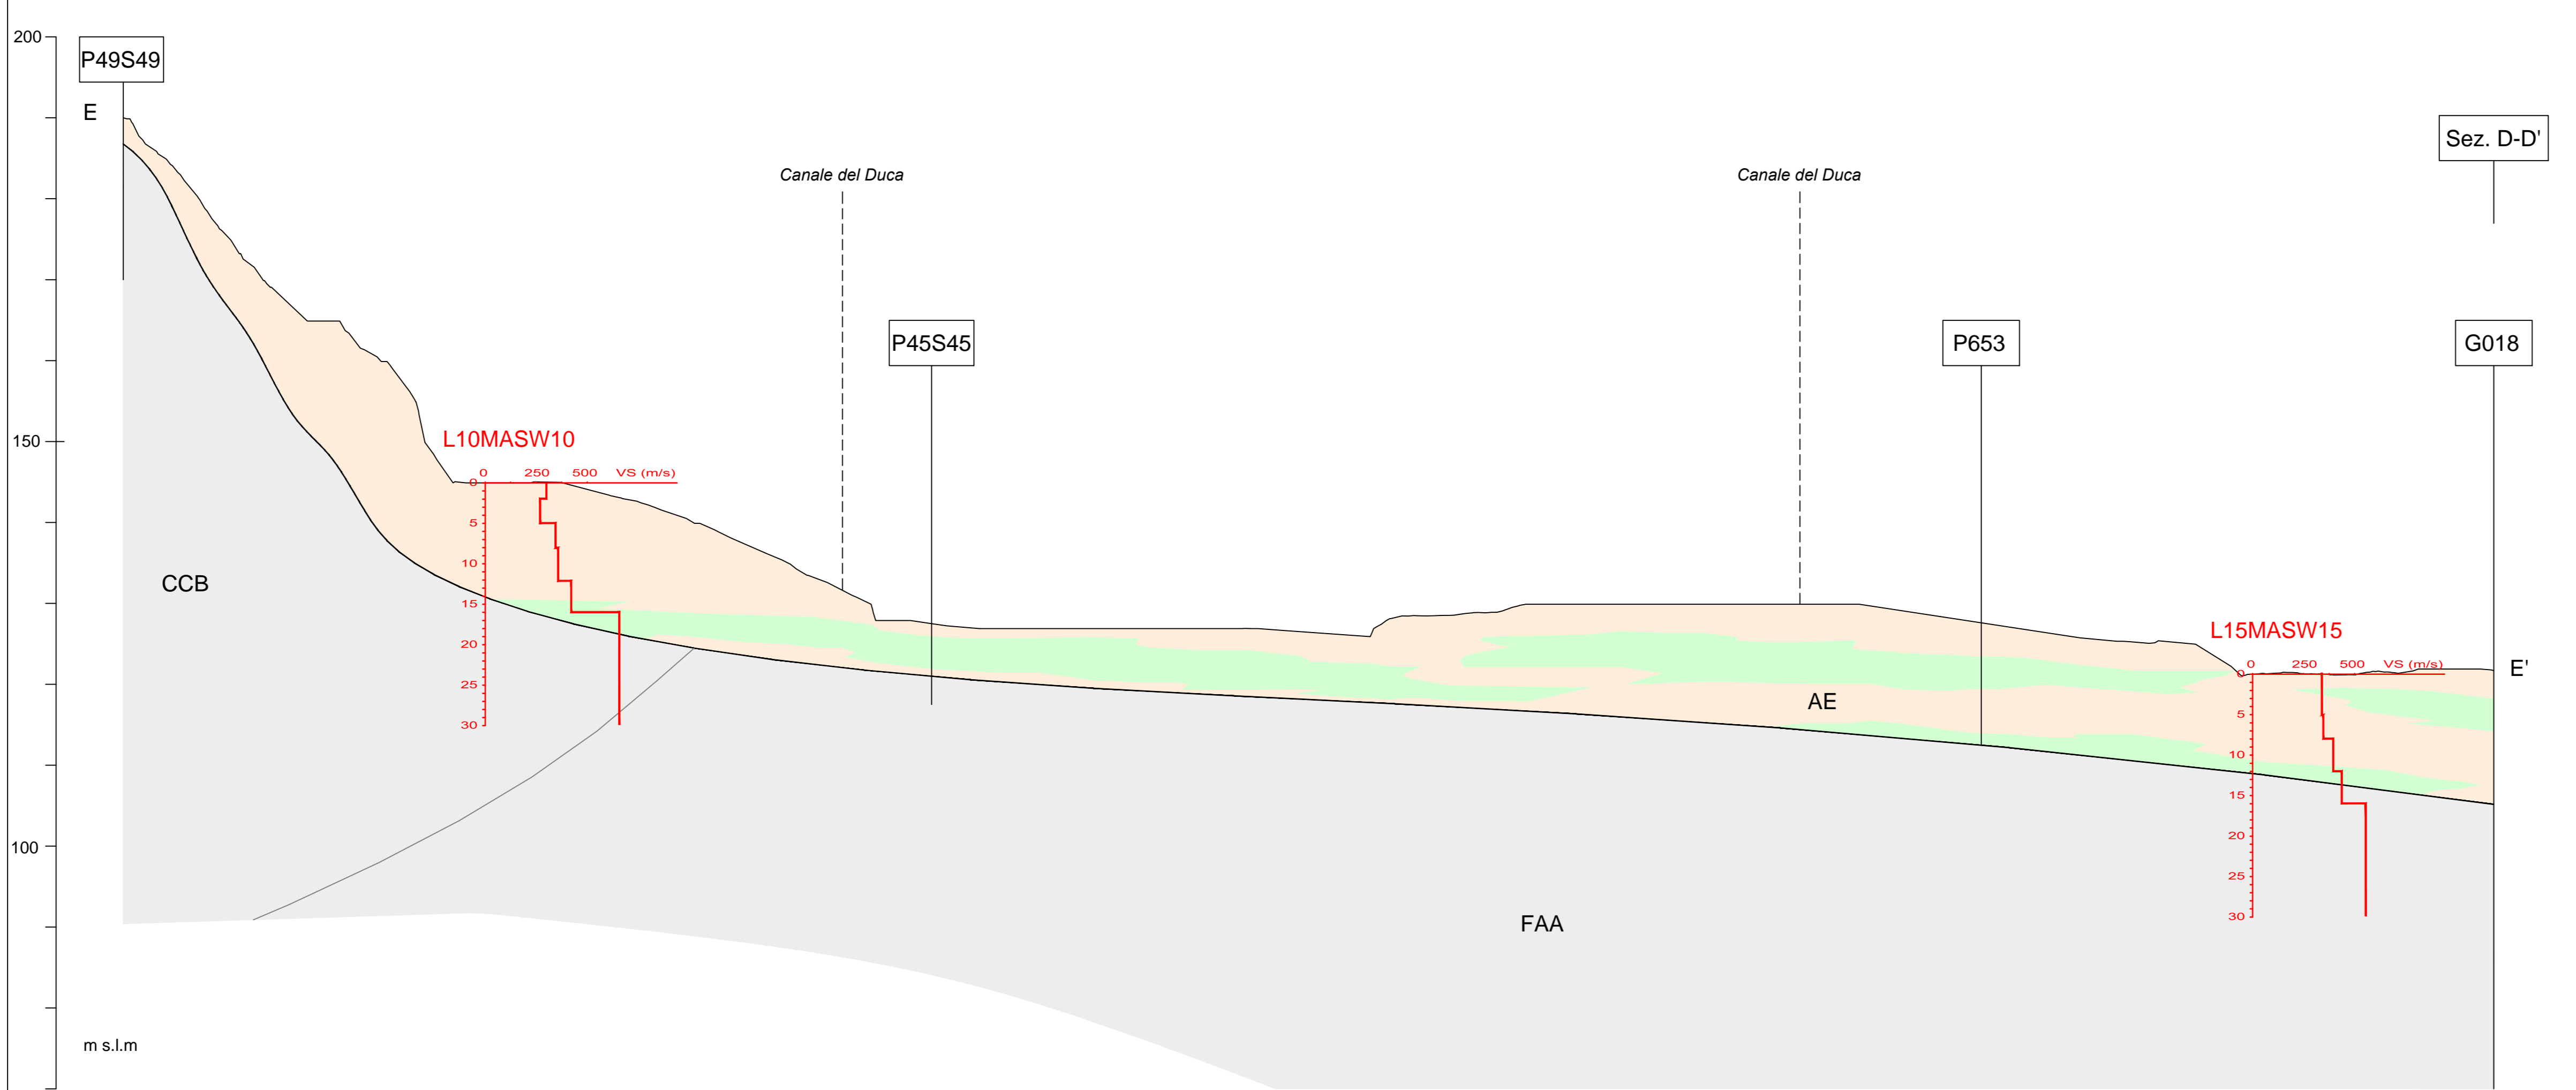 200
P49S49
E
Sez. D-D'
Canale del Duca
Canale del Duca
P45S45
P653
G018
150
L10MASW10
0 250 500 VS (m/s)
0
5
10
15
20
25
30
CCB
L15MASW15
0 250 500 VS (m/s)
0
5
10
15
20
25
30
E'
AE
100
FAA
m s.l.m